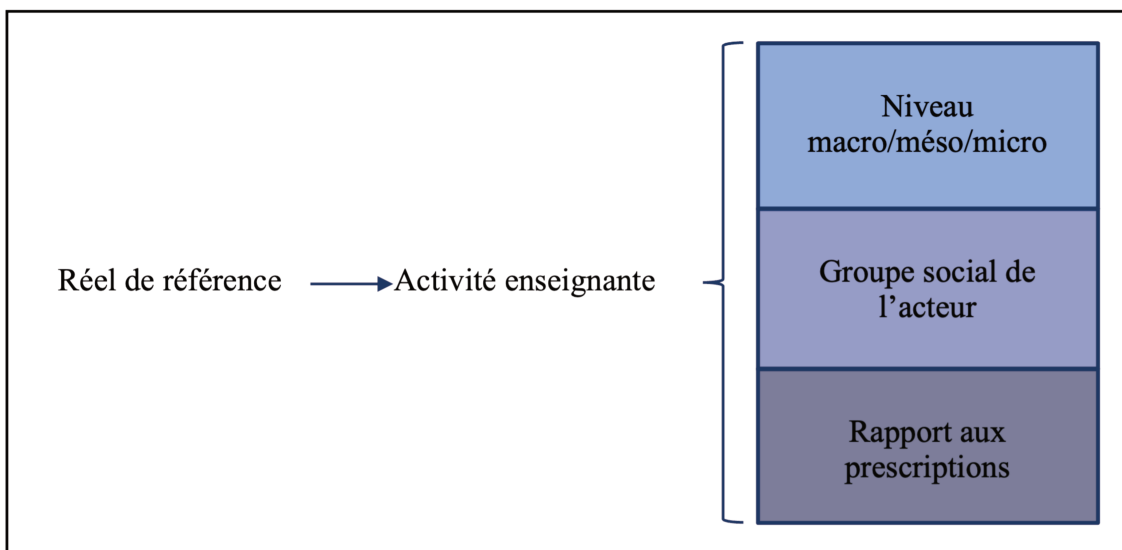 Niveau
macro/méso/micro
Réel de référence
Activité enseignante
Groupe social de
l’acteur
Rapport aux
prescriptions